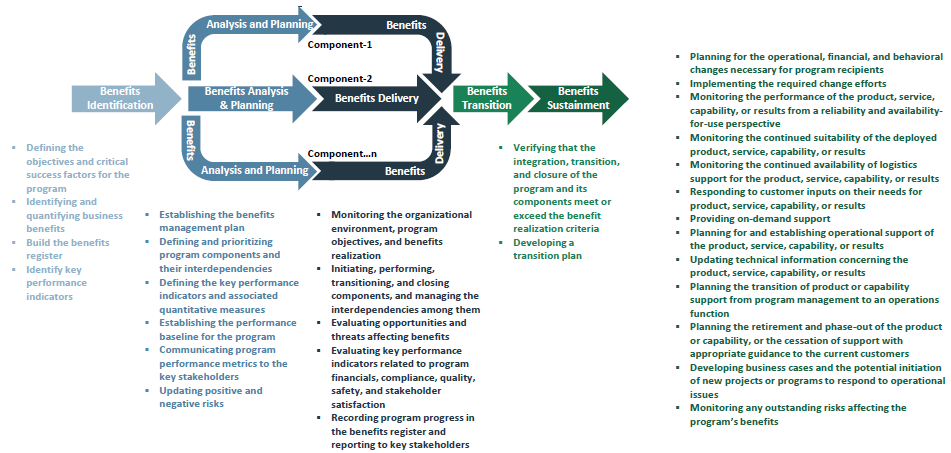 Analysis and Planning
Benefits
Benefits
Delivery
Component-1
Component-2
Benefits
Identification
Benefits Analysis
& Planning
Benefits Delivery
Benefits
Transition
Benefits
Sustainment
Benefits
Delivery
Component...n
Analysis and Planning
Benefits
▪ Defining the
objectives and critical
success factors for the
program
▪ Identifying and
quantifying business
benefits
▪ Build the benefits
register
▪ Identify key
performance
indicators
▪ Establishing the benefits
management plan
▪ Defining and prioritizing
program components and
their interdependencies
▪ Defining the key performance
indicators and associated
quantitative measures
▪ Establishing the performance
baseline for the program
▪ Communicating program
performance metrics to the
key stakeholders
▪ Updating positive and
negative risks
▪ Monitoring the organizational
environment, program
objectives, and benefits
realization
▪ Initiating, performing,
transitioning, and closing
components, and managing the
interdependencies among them
▪ Evaluating opportunities and
threats affecting benefits
▪ Evaluating key performance
indicators related to program
financials, compliance, quality,
safety, and stakeholder
satisfaction
▪ Recording program progress in
the benefits register and
reporting to key stakeholders
▪ Verifying that the
integration, transition,
and closure of the
program and its
components meet or
exceed the benefit
realization criteria
▪ Developing a
transition plan
▪ Planning for the operational, financial, and behavioral
changes necessary for program recipients
▪ Implementing the required change efforts
▪ Monitoring the performance of the product, service,
capability, or results from a reliability and availability-
for-use perspective
▪ Monitoring the continued suitability of the deployed
product, service, capability, or results
▪ Monitoring the continued availability of logistics
support for the product, service, capability, or results
▪ Responding to customer inputs on their needs for
product, service, capability, or results
▪ Providing on-demand support
▪ Planning for and establishing operational support of
the product, service, capability, or results
▪ Updating technical information concerning the
product, service, capability, or results
▪ Planning the transition of product or capability
support from program management to an operations
function
▪ Planning the retirement and phase-out of the product
or capability, or the cessation of support with
appropriate guidance to the current customers
▪ Developing business cases and the potential initiation
of new projects or programs to respond to operational
issues
▪ Monitoring any outstanding risks affecting the
program's benefits